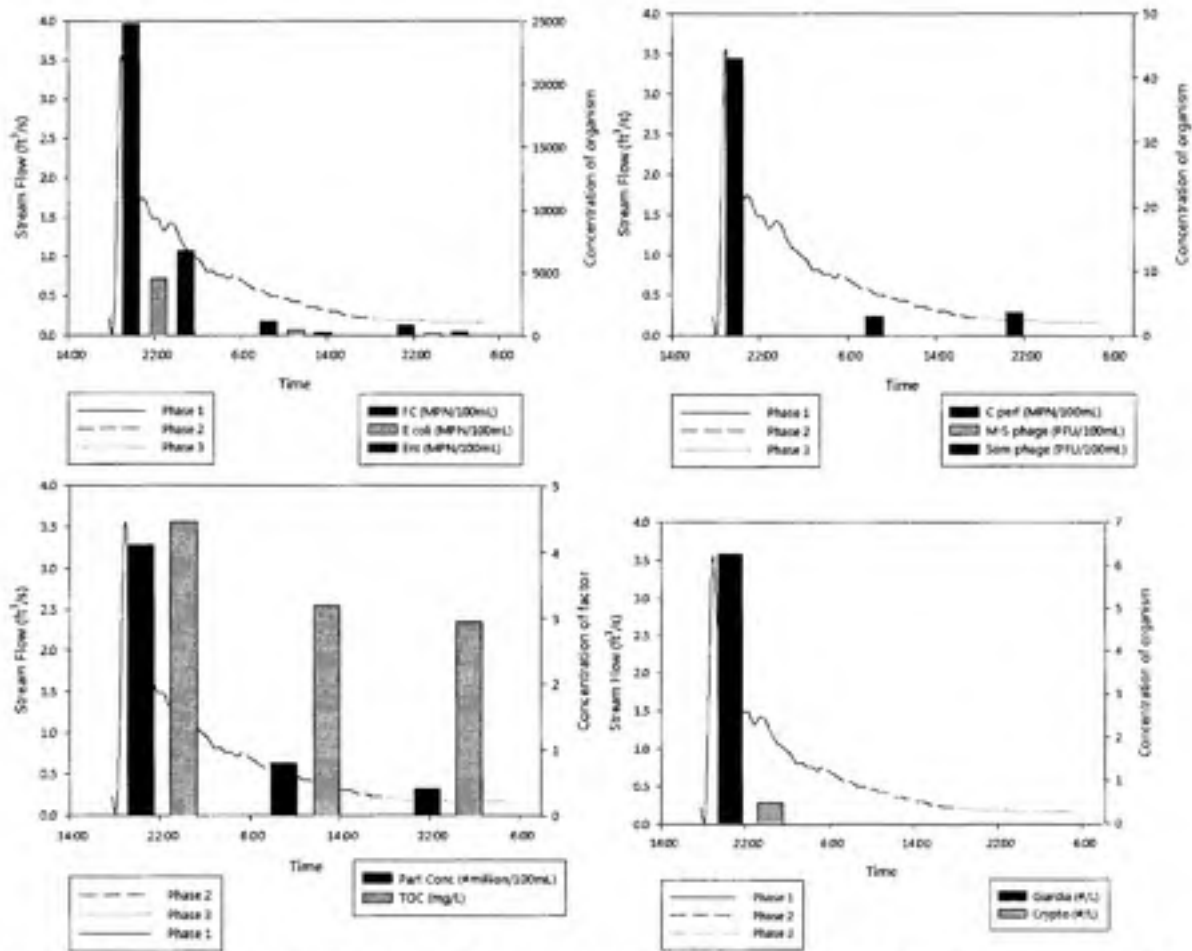 4.0
3.5
3.0
2.5
2.0
1.5
1.0
0.5
0.0
Stream Flow (ft³/s)
25000
20000
15000
10000
5000
0
Concentration of organism
1400 2200 600 1400 2200 600
Time
Phase 1
Phase 2
Phase 3
FC (MPN/100mL)
E coli (MPN/100mL)
Ent (MPN/100mL)
4.0
3.5
3.0
2.5
2.0
1.5
1.0
0.5
0.0
Stream Flow (ft³/s)
50
40
30
20
10
0
Concentration of organism
1400 2200 600 1400 2200 600
Time
Phase 1
Phase 2
Phase 3
C perf (MPN/100mL)
M-S phage (PFU/100mL)
Som phage (PFU/100mL)
4.0
3.5
3.0
2.5
2.0
1.5
1.0
0.5
0.0
Stream Flow (ft³/s)
5
4
3
2
1
0
Concentration of factor
1400 2200 600 1400 2200 600
Time
Phase 2
Phase 3
Phase 1
Part Conc (#million/100mL)
TOC (mg/L)
4.0
3.5
3.0
2.5
2.0
1.5
1.0
0.5
0.0
Stream Flow (ft³/s)
7
6
5
4
3
2
1
0
Concentration of organism
1400 2200 600 1400 2200 600
Time
Phase 1
Phase 2
Phase 3
Giardia (#/L)
Crypto (#/L)